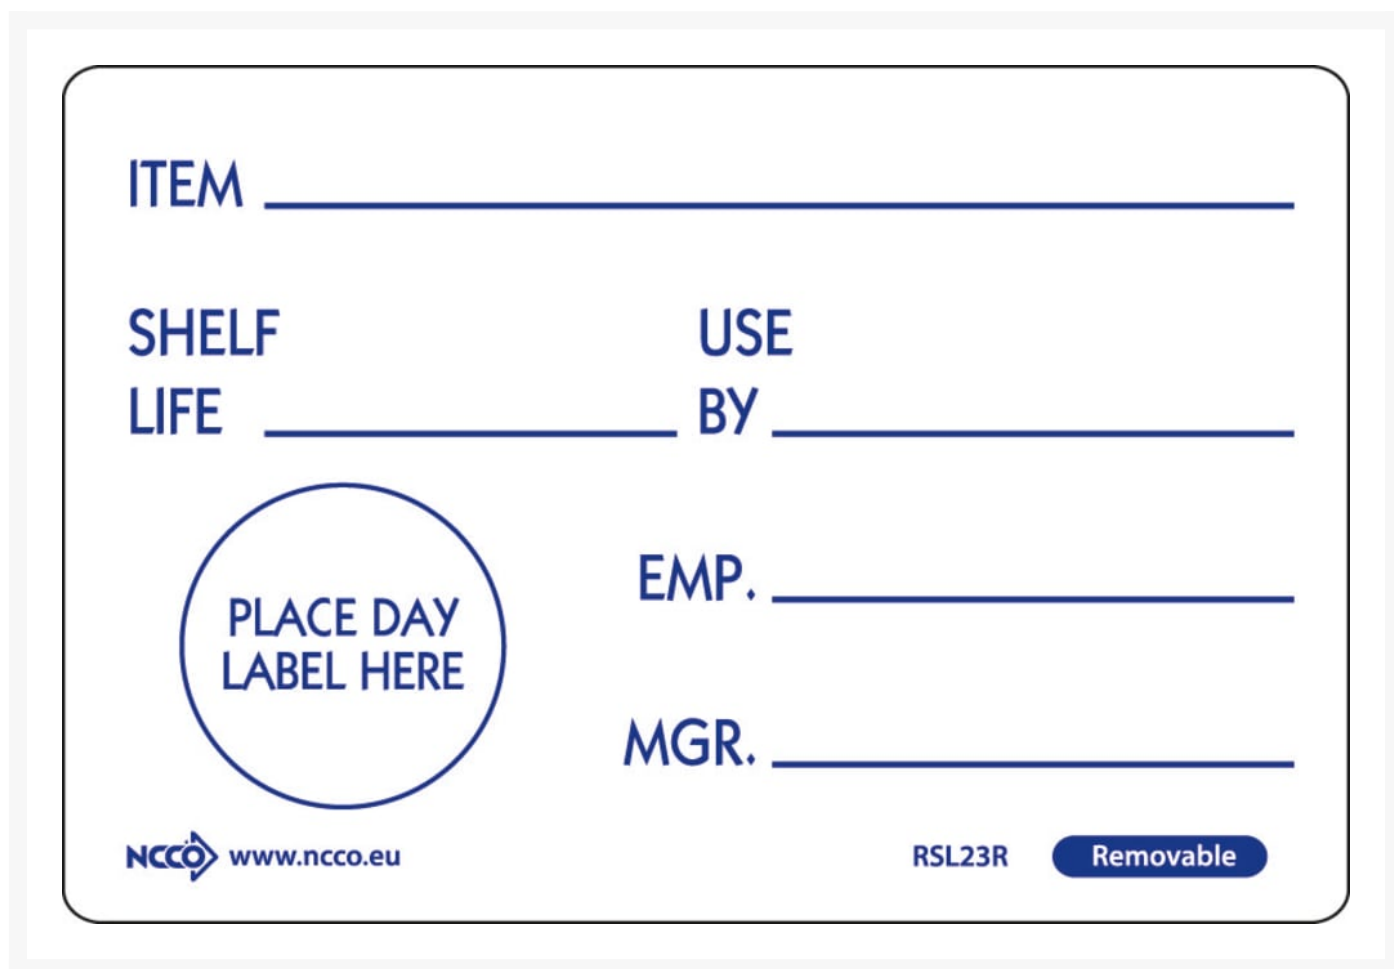 ITEM
SHELF
LIFE
USE
BY
PLACE DAY
LABEL HERE
EMP.
MGR.
NCCO www.ncco.eu
RSL23R
Removable